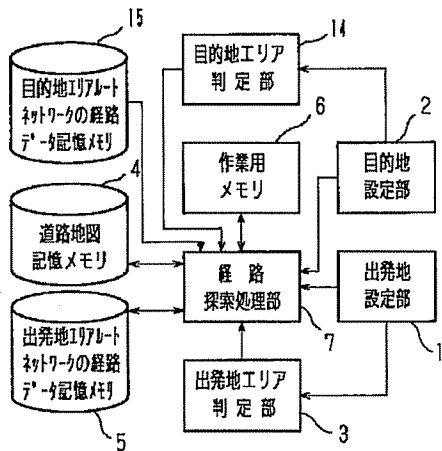 15
目的地エリアルート
ネットワークの経路
データ記憶メモリ
目的地エリア
判定部
14
6
2
作業用
メモリ
目的地
設定部
4
道路地図
記憶メモリ
経路
探索処理部
7
出発地
設定部
1
出発地エリアルート
ネットワークの経路
データ記憶メモリ
5
出発地エリア
判定部
3